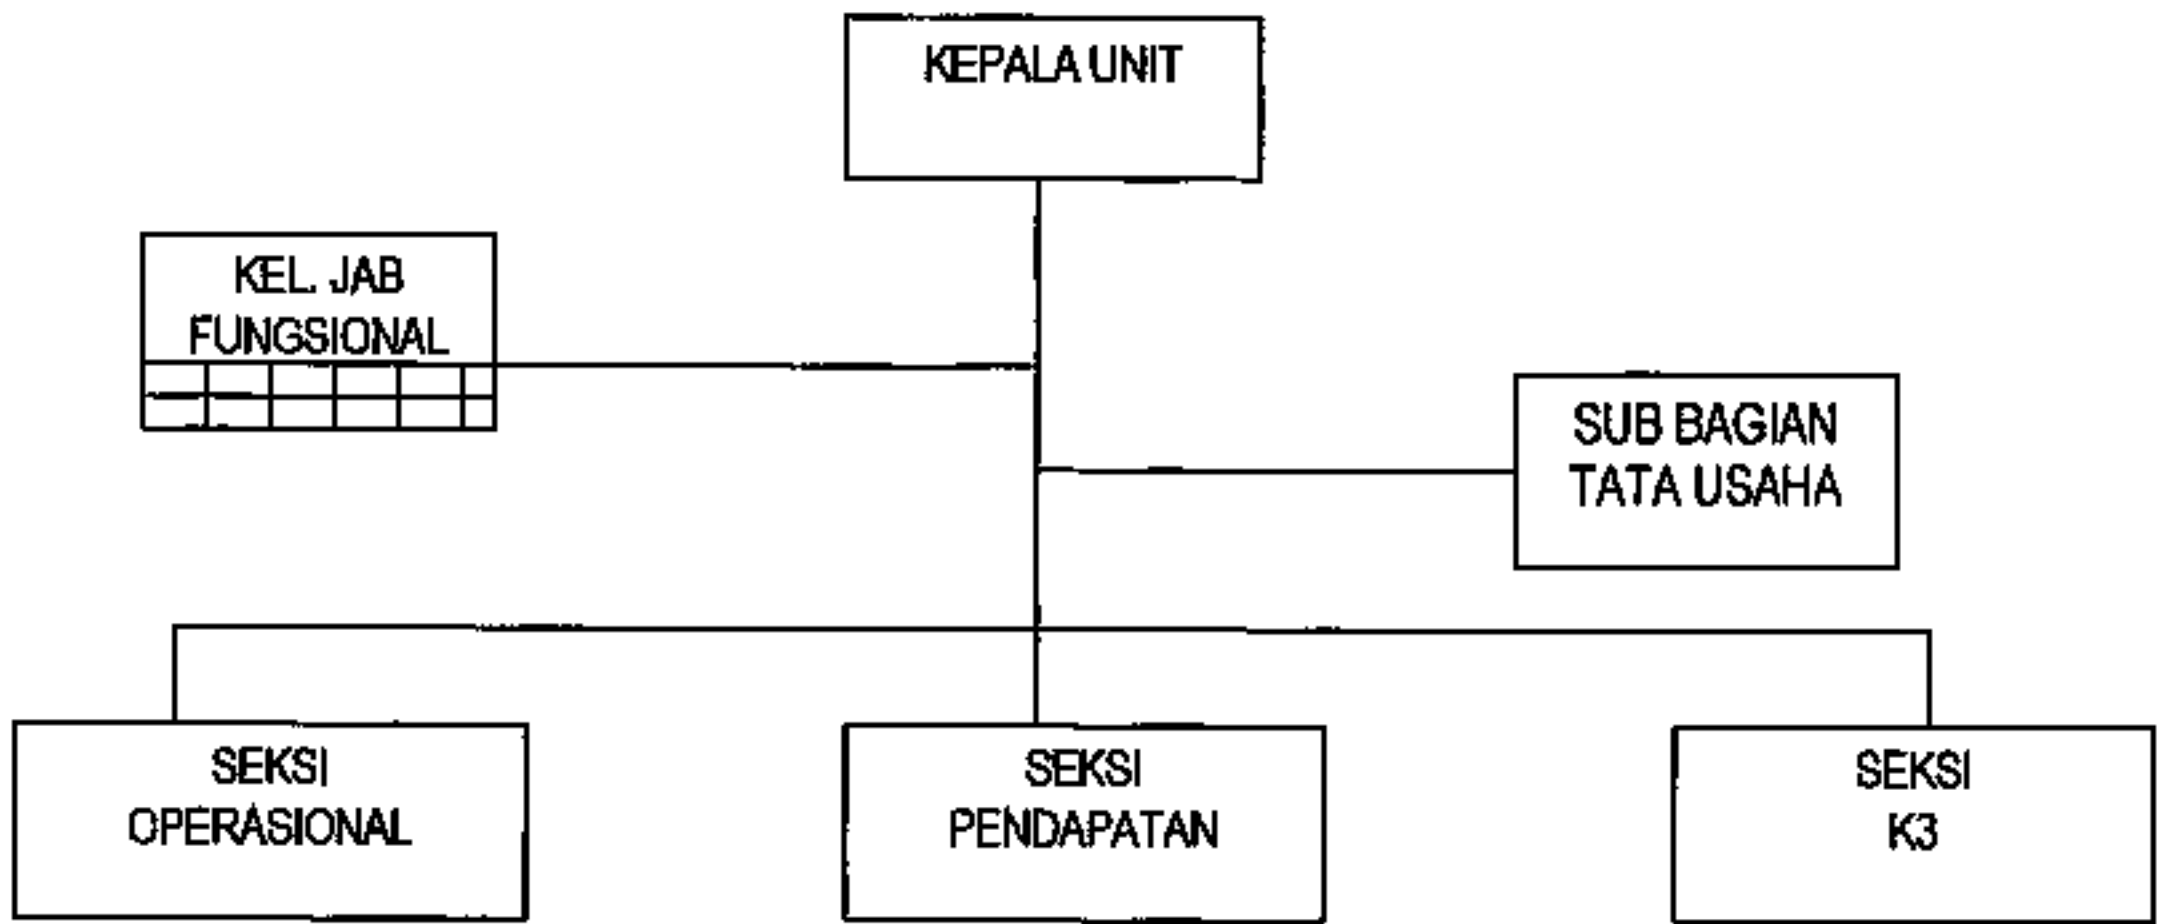 KEPALA UNIT
KEL. JAB
FUNGSIONAL
SUB BAGIAN
TATA USAHA
SEKSI
OPERASIONAL
SEKSI
PENDAPATAN
SEKSI
K3